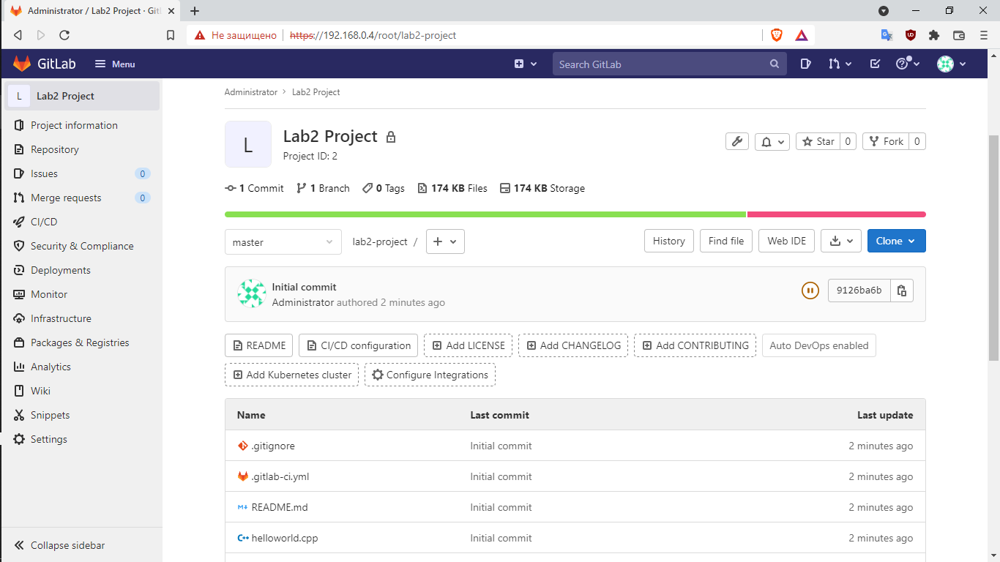 Administrator / Lab2 Project · GitL
Не защищено https://192.168.0.4/root/lab2-project
GitLab Menu Search GitLab
L Lab2 Project
Project information
Repository
Issues 0
Merge requests 0
CI/CD
Security & Compliance
Deployments
Monitor
Infrastructure
Packages & Registries
Analytics
Wiki
Snippets
Settings
Collapse sidebar
Administrator > Lab2 Project
L
Lab2 Project
Project ID: 2
Star 0 Fork 0
1 Commit 1 Branch 0 Tags 174 KB Files 174 KB Storage
master lab2-project / + History Find file Web IDE Clone
Initial commit
Administrator authored 2 minutes ago
9126ba6b
README CI/CD configuration Add LICENSE Add CHANGELOG Add CONTRIBUTING Auto DevOps enabled
Add Kubernetes cluster Configure Integrations
Name Last commit Last update
.gitignore Initial commit 2 minutes ago
.gitlab-ci.yml Initial commit 2 minutes ago
README.md Initial commit 2 minutes ago
helloworld.cpp Initial commit 2 minutes ago